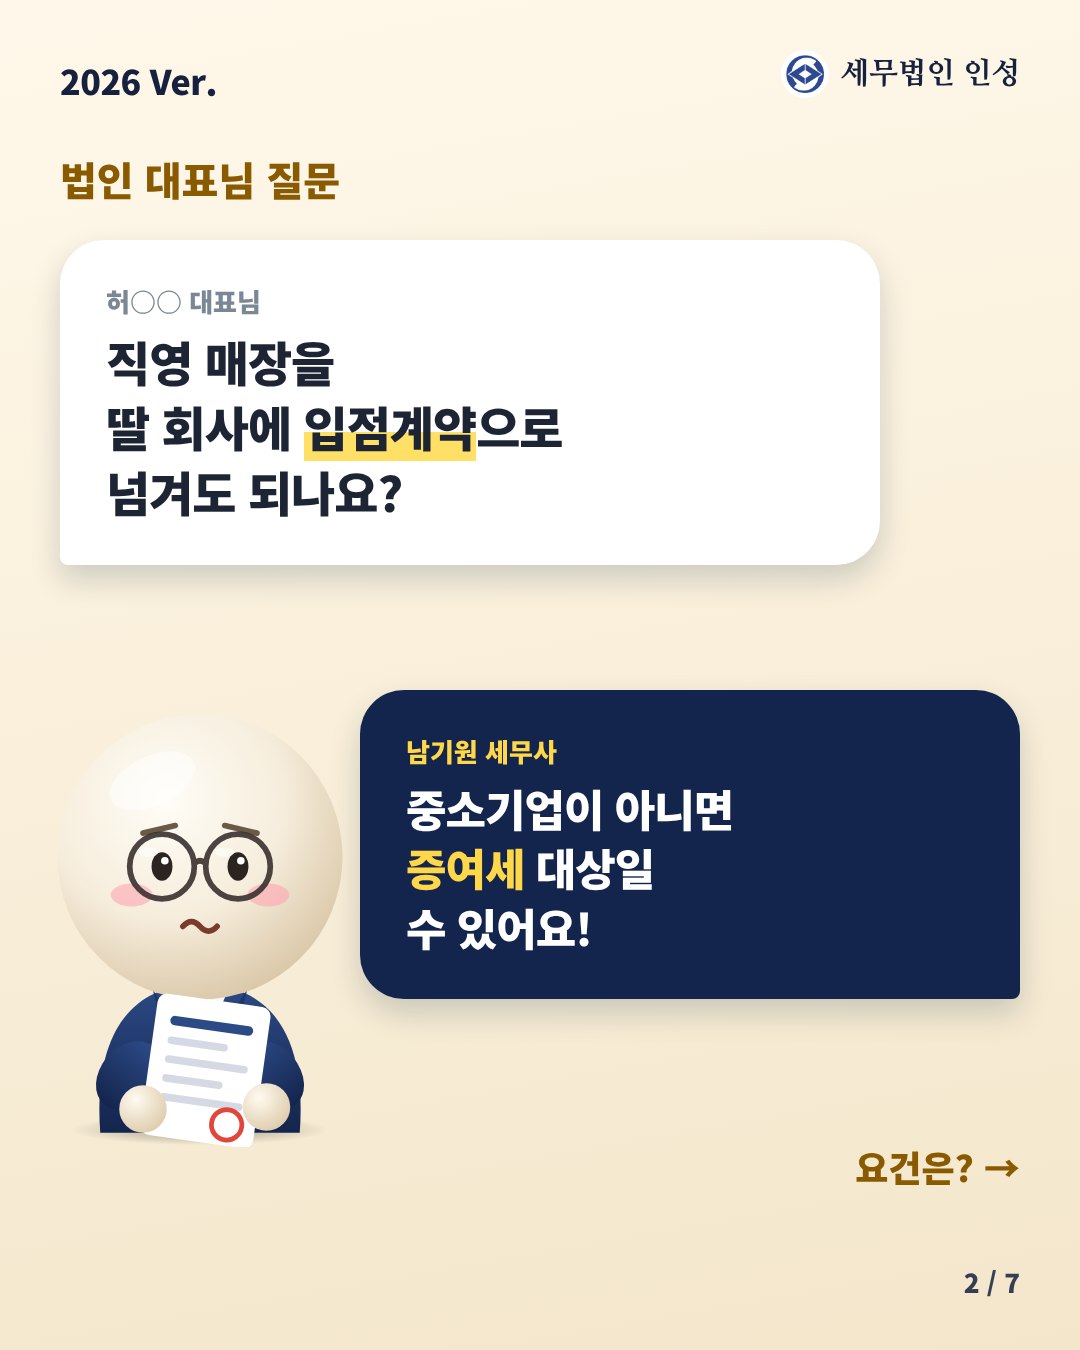 2026 Ver.
세무법인 인성
법인 대표님 질문
허○○ 대표님
직영 매장을
딸 회사에 입점계약으로
넘겨도 되나요?
남기원 세무사
중소기업이 아니면
증여세 대상일
수 있어요!
요건은? →
2 / 7